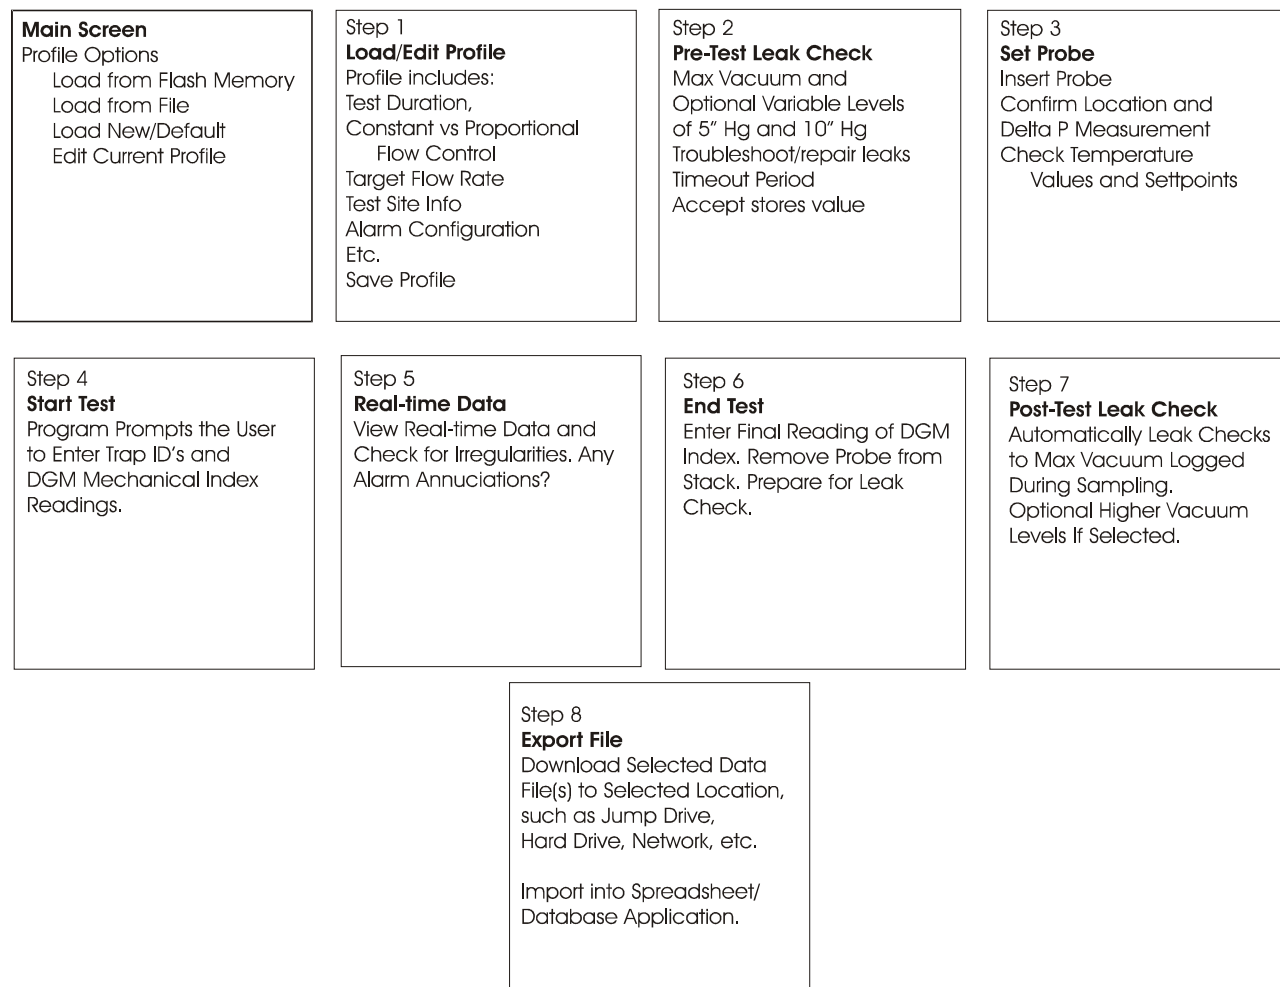 Main Screen
Profile Options
Load from Flash Memory
Load from File
Load New/Default
Edit Current Profile
Step 1
Load/Edit Profile
Profile includes:
Test Duration,
Constant vs Proportional
Flow Control
Target Flow Rate
Test Site Info
Alarm Configuration
Etc.
Save Profile
Step 2
Pre-Test Leak Check
Max Vacuum and
Optional Variable Levels
of 5” Hg and 10” Hg
Troubleshoot/repair leaks
Timeout Period
Accept stores value
Step 3
Set Probe
Insert Probe
Confirm Location and
Delta P Measurement
Check Temperature
Values and Settpoints
Step 4
Start Test
Program Prompts the User
to Enter Trap ID's and
DGM Mechanical Index
Readings.
Step 5
Real-time Data
View Real-time Data and
Check for Irregularities. Any
Alarm Annuciations?
Step 6
End Test
Enter Final Reading of DGM
Index. Remove Probe from
Stack. Prepare for Leak
Check.
Step 7
Post-Test Leak Check
Automatically Leak Checks
to Max Vacuum Logged
During Sampling.
Optional Higher Vacuum
Levels If Selected.
Step 8
Export File
Download Selected Data
File(s) to Selected Location,
such as Jump Drive,
Hard Drive, Network, etc.
Import into Spreadsheet/
Database Application.